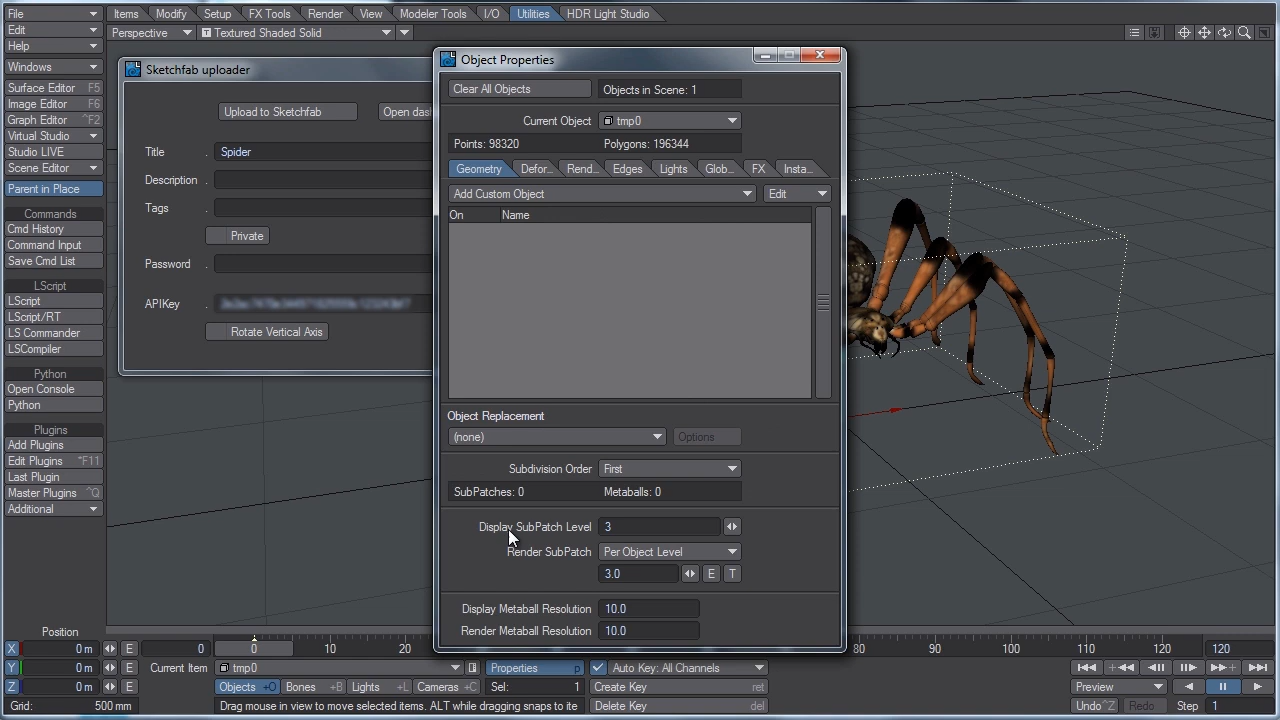 File
Items
Modify
Setup
FX Tools
Render
View
Modeler Tools
I/O
Utilities
HDR Light Studio
Edit
Perspective
T Textured Shaded Solid
Help
Windows
Surface Editor F5
Image Editor F6
Graph Editor ^F2
Virtual Studio
Studio LIVE
Scene Editor
Parent in Place
Commands
Cmd History
Command Input
Save Cmd List
LScript
LScript
LScript/RT
LS Commander
LSCompiler
Python
Open Console
Python
Plugins
Add Plugins
Edit Plugins *F11
Last Plugin
Master Plugins ^Q
Additional
Sketchfab uploader
Upload to Sketchfab
Open das
Title . Spider
Description .
Tags .
Private
Password .
APIKey .
Rotate Vertical Axis
Object Properties
Clear All Objects
Objects in Scene: 1
Current Object tmp0
Points: 98320
Polygons: 196344
Geometry
Defor...
Rend...
Edges
Lights
Glob...
FX
Insta...
Add Custom Object
Edit
On
Name
Object Replacement
(none)
Options
Subdivision Order First
SubPatches: 0
Metaballs: 0
Display SubPatch Level 3
Render SubPatch Per Object Level
3.0 E T
Display Metaball Resolution 10.0
Render Metaball Resolution 10.0
Position
X 0 m E
Y 0 m E
Z 0 m E
Grid: 500 mm
0 0 10 20 80 90 100 110 120 120
Current Item tmp0
Properties p
Auto Key: All Channels
Objects +O
Bones +B
Lights +L
Cameras +C
Sel: 1
Create Key ret
Drag mouse in view to move selected items. ALT while dragging snaps to ite
Delete Key del
Preview
Undo ^Z
Redo
Step 1